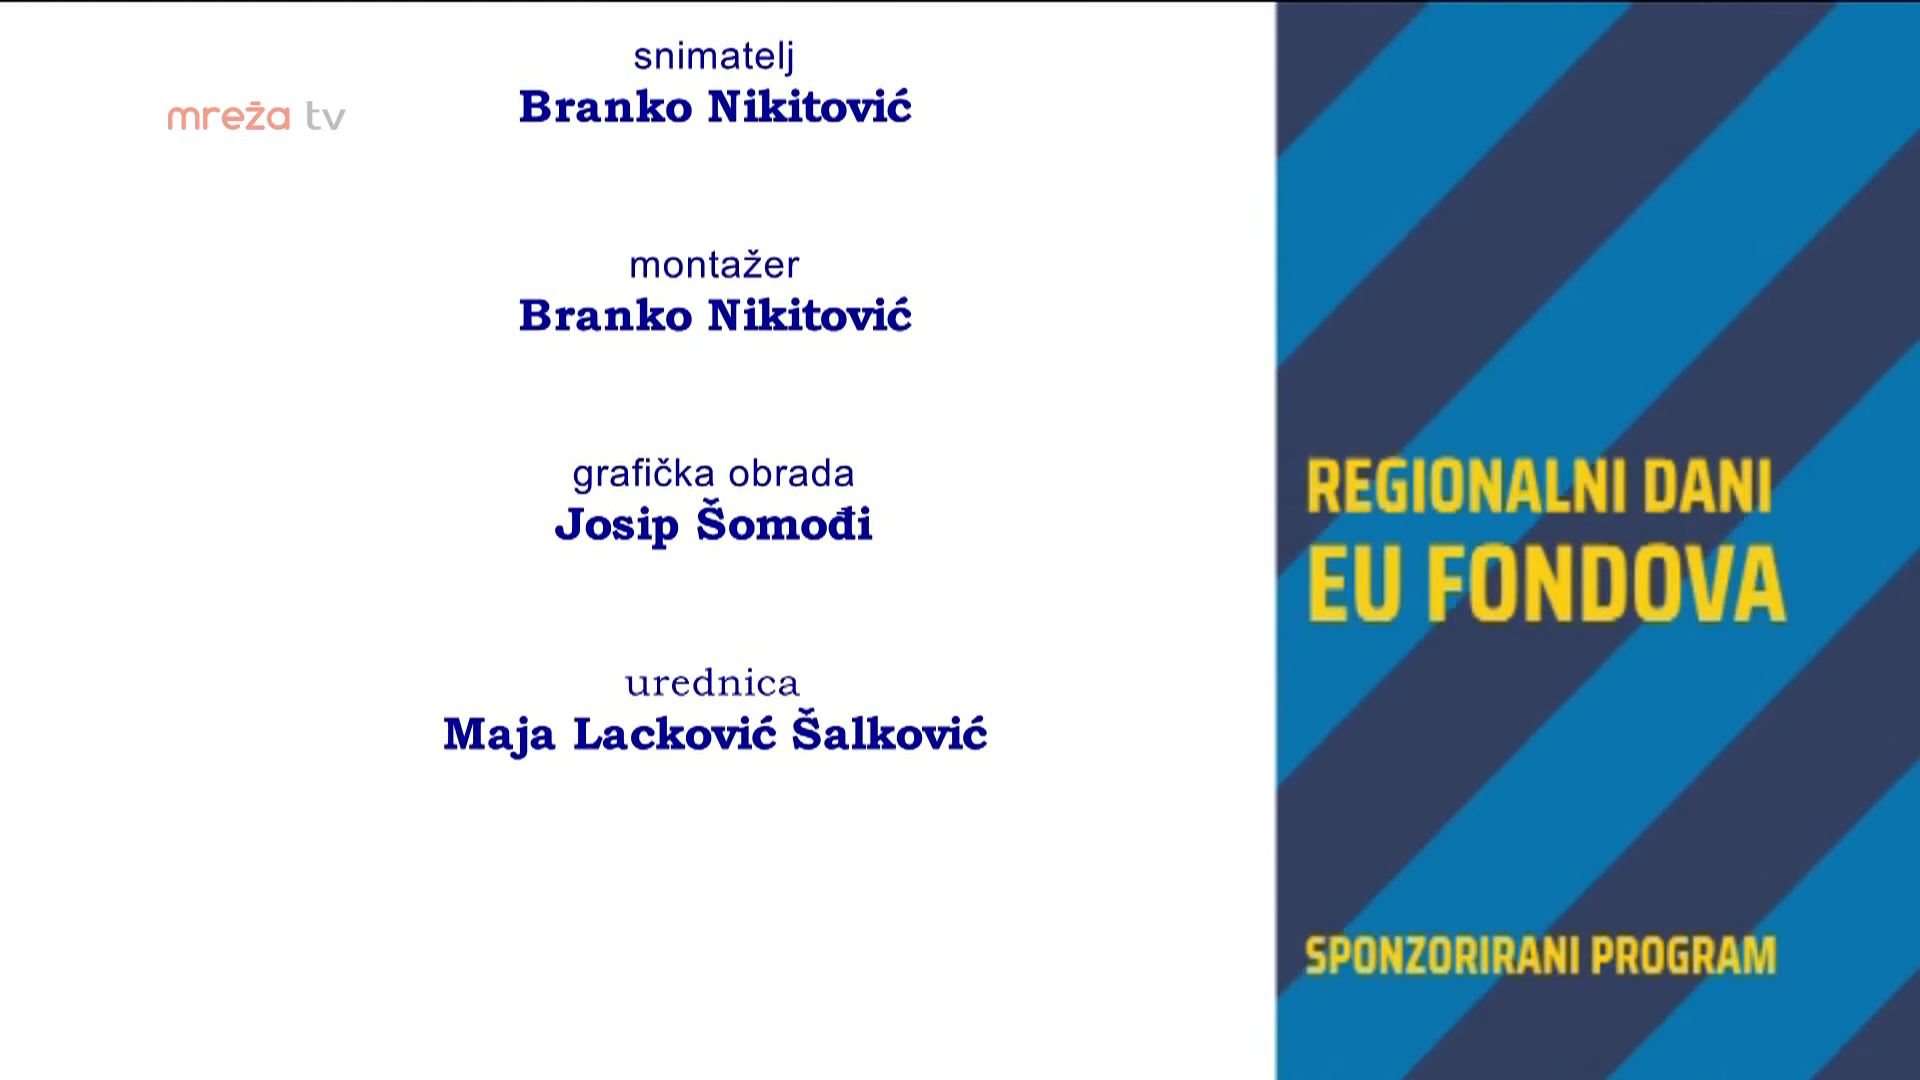 mreža tv
snimatelj
Branko Nikitović
montažer
Branko Nikitović
grafička obrada
Josip Šomođi
urednica
Maja Lacković Šalković
REGIONALNI DANI
EU FONDOVA
SPONZORIRANI PROGRAM